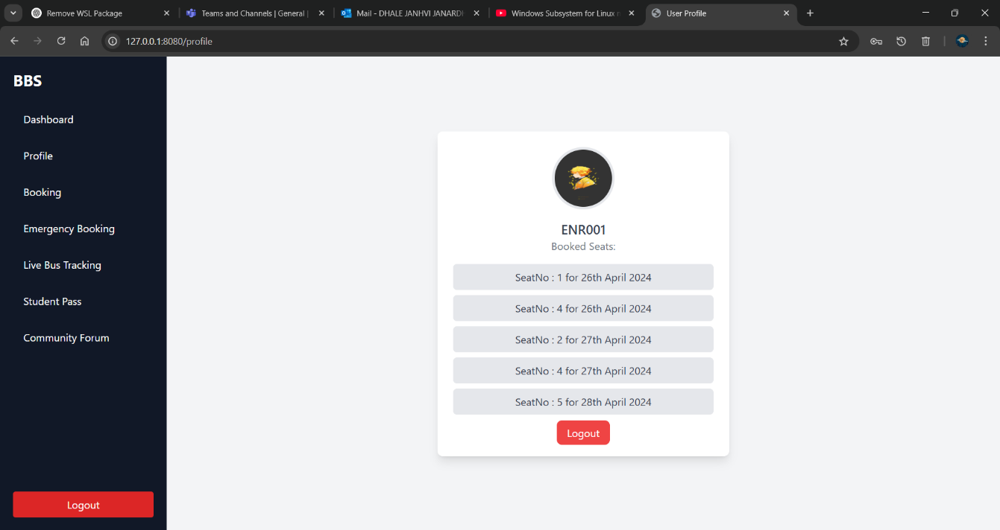 Remove WSL Package
Teams and Channels | General |
Mail - DHALE JANHVI JANARDH
Windows Subsystem for Linux
User Profile
127.0.0.1:8080/profile
BBS
Dashboard
Profile
Booking
Emergency Booking
Live Bus Tracking
Student Pass
Community Forum
Logout
ENR001
Booked Seats:
SeatNo : 1 for 26th April 2024
SeatNo : 4 for 26th April 2024
SeatNo : 2 for 27th April 2024
SeatNo : 4 for 27th April 2024
SeatNo : 5 for 28th April 2024
Logout